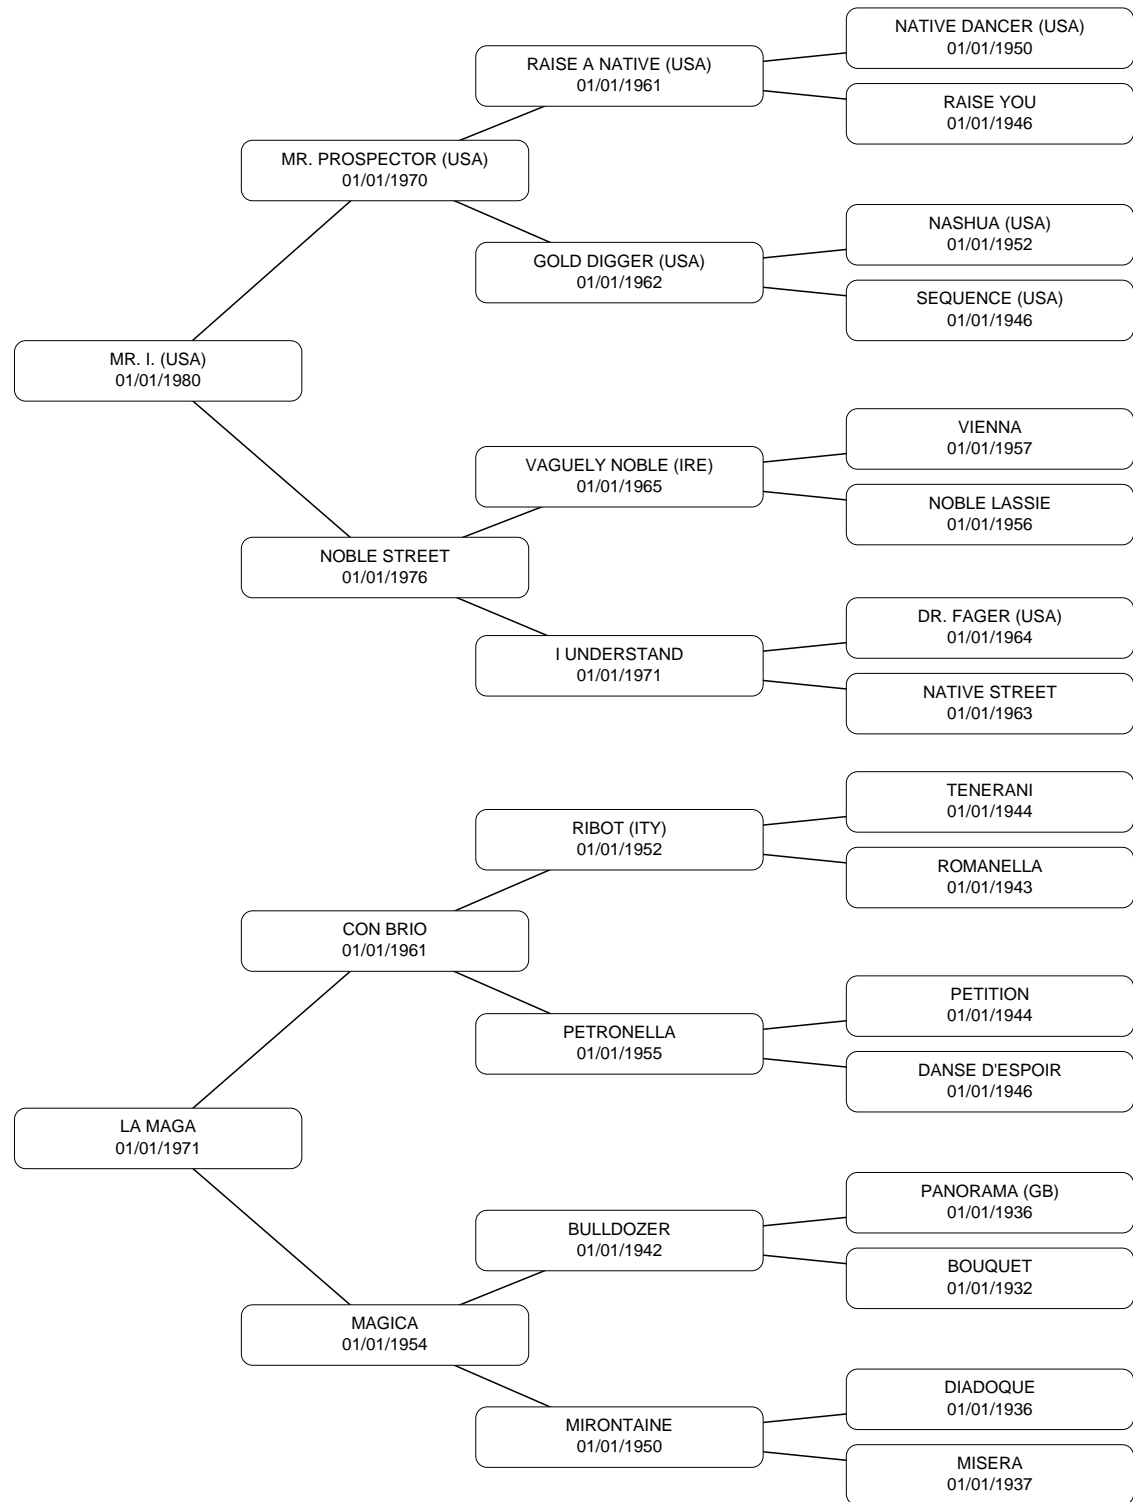 NATIVE DANCER (USA)
01/01/1950
RAISE A NATIVE (USA)
01/01/1961
RAISE YOU
01/01/1946
MR. PROSPECTOR (USA)
01/01/1970
NASHUA (USA)
01/01/1952
GOLD DIGGER (USA)
01/01/1962
SEQUENCE (USA)
01/01/1946
MR. I. (USA)
01/01/1980
VIENNA
01/01/1957
VAGUELY NOBLE (IRE)
01/01/1965
NOBLE LASSIE
01/01/1956
NOBLE STREET
01/01/1976
DR. FAGER (USA)
01/01/1964
I UNDERSTAND
01/01/1971
NATIVE STREET
01/01/1963
TENERANI
01/01/1944
RIBOT (ITY)
01/01/1952
ROMANELLA
01/01/1943
CON BRIO
01/01/1961
PETITION
01/01/1944
PETRONELLA
01/01/1955
DANSE D'ESPOIR
01/01/1946
LA MAGA
01/01/1971
PANORAMA (GB)
01/01/1936
BULLDOZER
01/01/1942
BOUQUET
01/01/1932
MAGICA
01/01/1954
DIADOQUE
01/01/1936
MIRONTAINE
01/01/1950
MISERA
01/01/1937